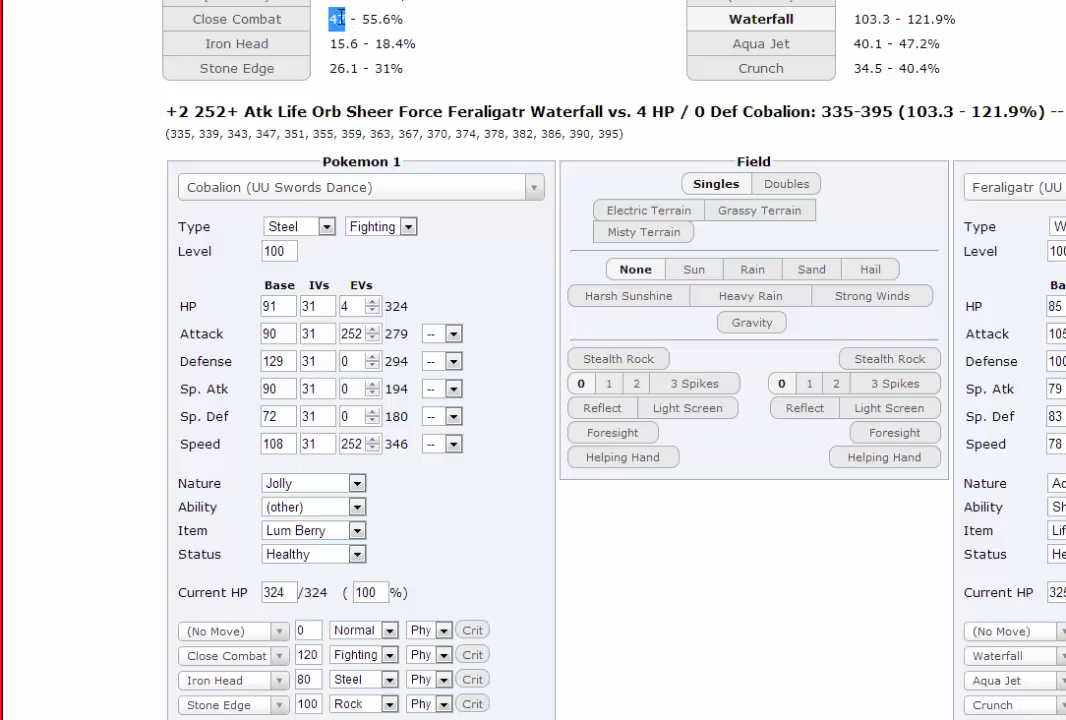 Close Combat 47 - 55.6% Waterfall 103.3 - 121.9%
Iron Head 15.6 - 18.4% Aqua Jet 40.1 - 47.2%
Stone Edge 26.1 - 31% Crunch 34.5 - 40.4%
+2 252+ Atk Life Orb Sheer Force Feraligatr Waterfall vs. 4 HP / 0 Def Cobalion: 335-395 (103.3 - 121.9%) --
(335, 339, 343, 347, 351, 355, 359, 363, 367, 370, 374, 378, 382, 386, 390, 395)
Pokemon 1
Cobalion (UU Swords Dance)
Type Steel Fighting
Level 100
Base IVs EVs
HP 91 31 4 324
Attack 90 31 252 279 --
Defense 129 31 0 294 --
Sp. Atk 90 31 0 194 --
Sp. Def 72 31 0 180 --
Speed 108 31 252 346 --
Nature Jolly
Ability (other)
Item Lum Berry
Status Healthy
Current HP 324 /324 ( 100 %)
(No Move) 0 Normal Phy Crit
Close Combat 120 Fighting Phy Crit
Iron Head 80 Steel Phy Crit
Stone Edge 100 Rock Phy Crit
Field
Singles Doubles
Electric Terrain Grassy Terrain
Misty Terrain
None Sun Rain Sand Hail
Harsh Sunshine Heavy Rain Strong Winds
Gravity
Stealth Rock Stealth Rock
0 1 2 3 Spikes 0 1 2 3 Spikes
Reflect Light Screen Reflect Light Screen
Foresight Foresight
Helping Hand Helping Hand
Feraligatr (UU
Type W
Level 100
Ba
HP 85
Attack 105
Defense 100
Sp. Atk 79
Sp. Def 83
Speed 78
Nature Ad
Ability Sh
Item Lif
Status He
Current HP 325
(No Move)
Waterfall
Aqua Jet
Crunch